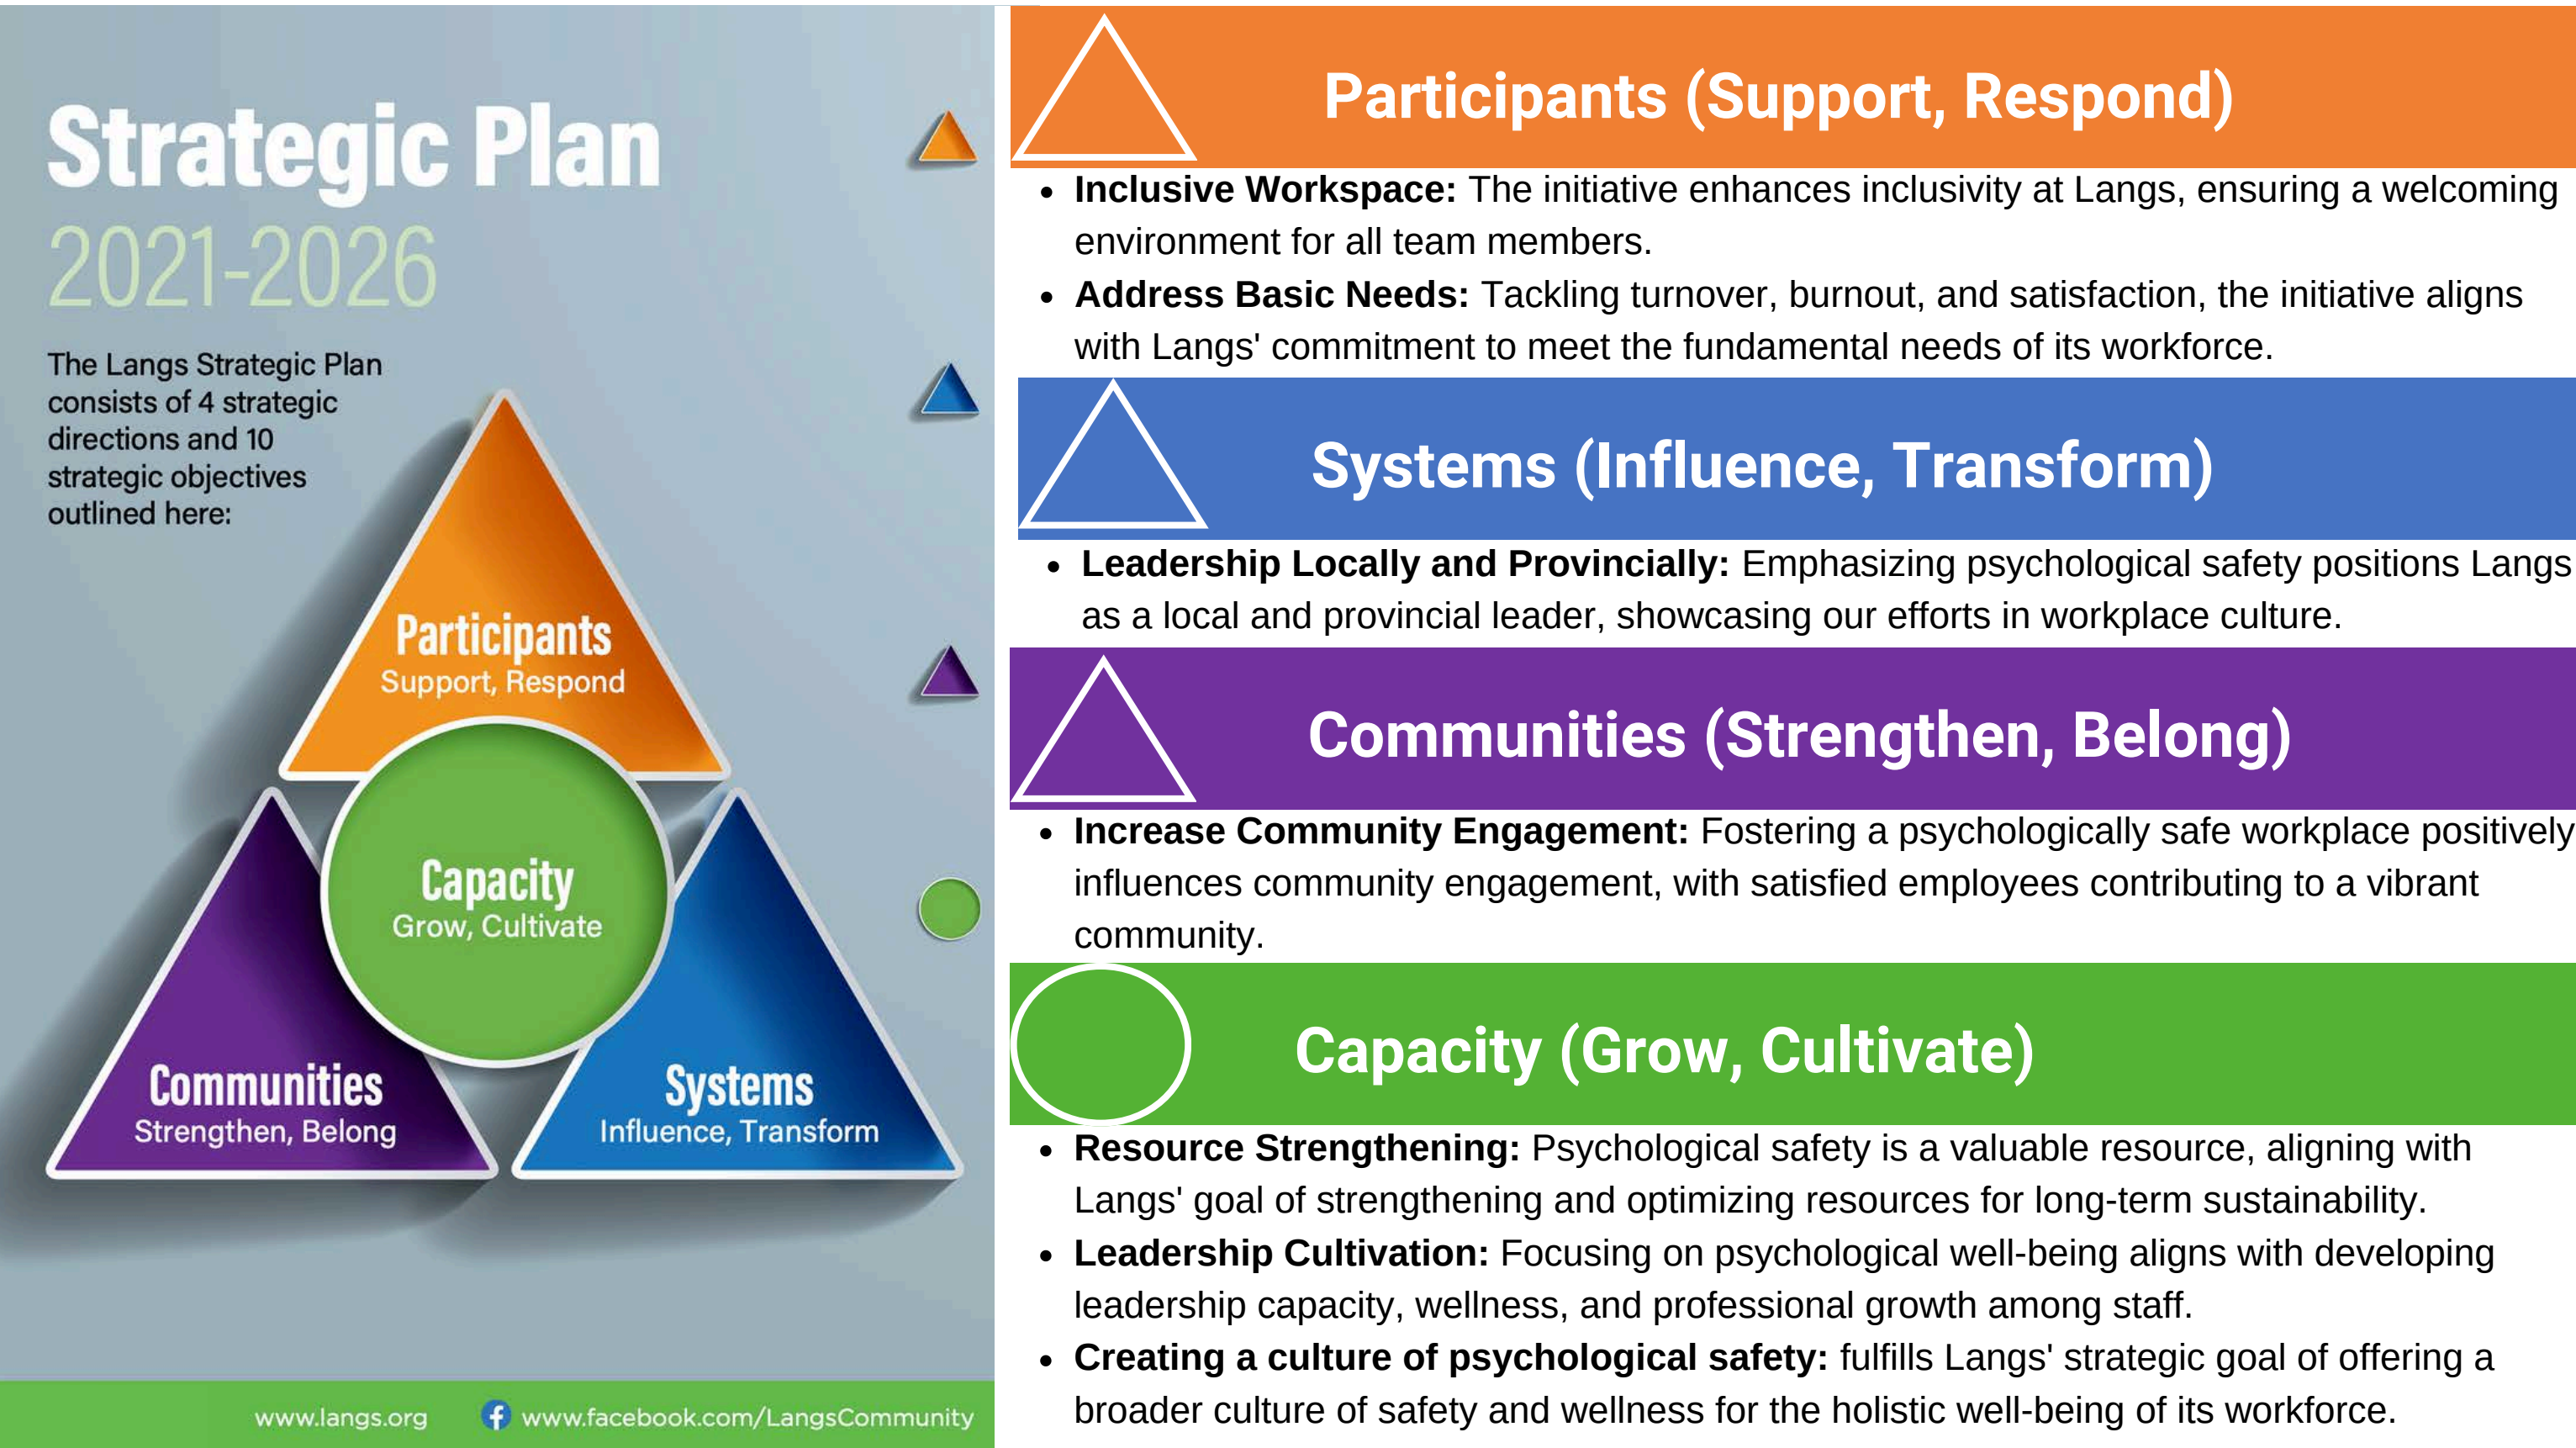 Strategic Plan
2021-2026
The Langs Strategic Plan
consists of 4 strategic
directions and 10
strategic objectives
outlined here:
Participants
Support, Respond
Capacity
Grow, Cultivate
Communities
Strengthen, Belong
Systems
Influence, Transform
www.langs.org
www.facebook.com/LangsCommunity
Participants (Support, Respond)
• Inclusive Workspace: The initiative enhances inclusivity at Langs, ensuring a welcoming
environment for all team members.
• Address Basic Needs: Tackling turnover, burnout, and satisfaction, the initiative aligns
with Langs' commitment to meet the fundamental needs of its workforce.
Systems (Influence, Transform)
• Leadership Locally and Provincially: Emphasizing psychological safety positions Langs
as a local and provincial leader, showcasing our efforts in workplace culture.
Communities (Strengthen, Belong)
• Increase Community Engagement: Fostering a psychologically safe workplace positively
influences community engagement, with satisfied employees contributing to a vibrant
community.
Capacity (Grow, Cultivate)
• Resource Strengthening: Psychological safety is a valuable resource, aligning with
Langs' goal of strengthening and optimizing resources for long-term sustainability.
• Leadership Cultivation: Focusing on psychological well-being aligns with developing
leadership capacity, wellness, and professional growth among staff.
• Creating a culture of psychological safety: fulfills Langs' strategic goal of offering a
broader culture of safety and wellness for the holistic well-being of its workforce.